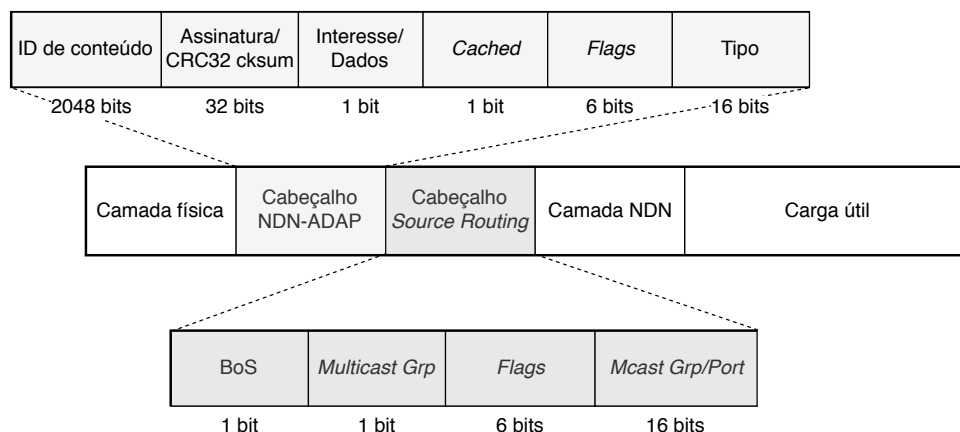 ID de conteúdo Assinatura/ CRC32 cksum Interesse/ Dados Cached Flags Tipo
2048 bits 32 bits 1 bit 1 bit 6 bits 16 bits
Camada física Cabeçalho NDN-ADAP Cabeçalho Source Routing Camada NDN Carga útil
BoS Multicast Grp Flags Mcast Grp/Port
1 bit 1 bit 6 bits 16 bits